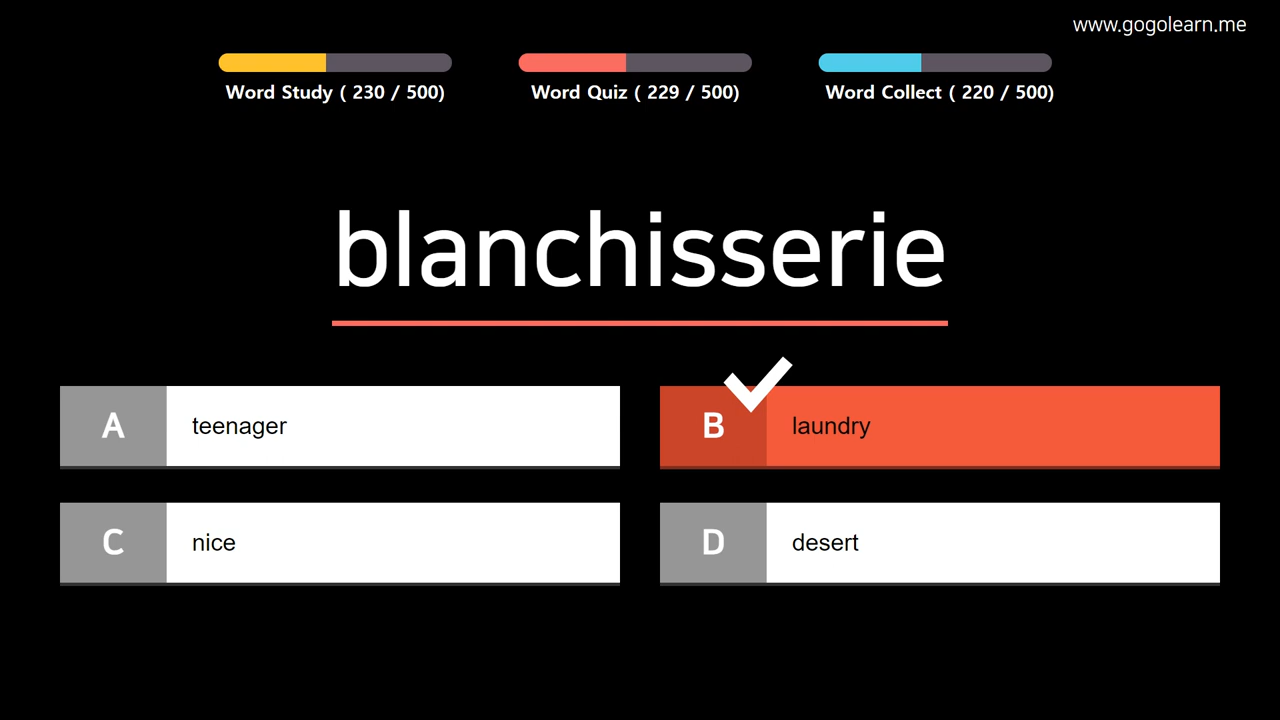 www.gogolearn.me
Word Study ( 230 / 500)
Word Quiz ( 229 / 500)
Word Collect ( 220 / 500)
blanchisserie
A teenager
B laundry
C nice
D desert